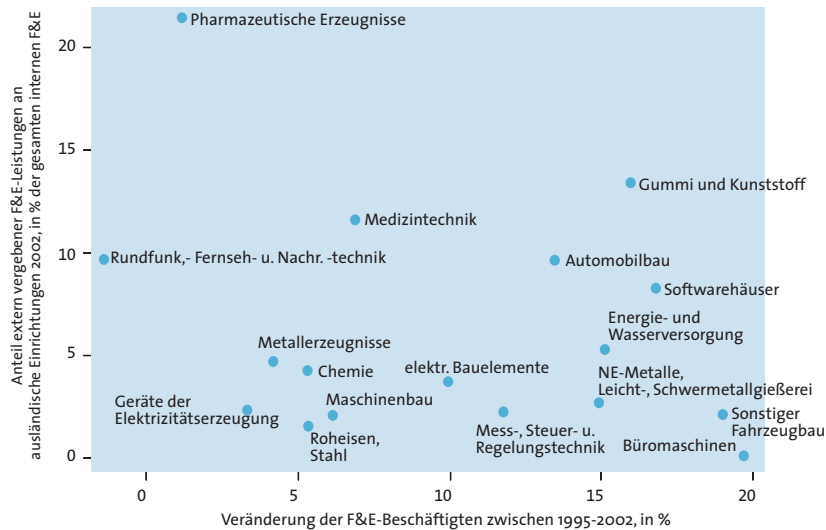 Anteil extern vergebener F&E-Leistungen an
ausländische Einrichtungen 2002, in % der gesamten internen F&E
20
15
10
5
0
Pharmazeutische Erzeugnisse
Gummi und Kunststoff
Medizintechnik
Rundfunk,- Fernseh- u. Nachr. -technik
Automobilbau
Softwarehäuser
Energie- und
Wasserversorgung
Metallerzeugnisse
Chemie
elektr. Bauelemente
NE-Metalle,
Leicht-, Schwermetallgießerei
Geräte der
Elektrizitätserzeugung
Maschinenbau
Roheisen,
Stahl
Mess-, Steuer- u.
Regelungstechnik
Sonstiger
Fahrzeugbau
Büromaschinen
0
5
10
15
20
Veränderung der F&E-Beschäftigten zwischen 1995-2002, in %